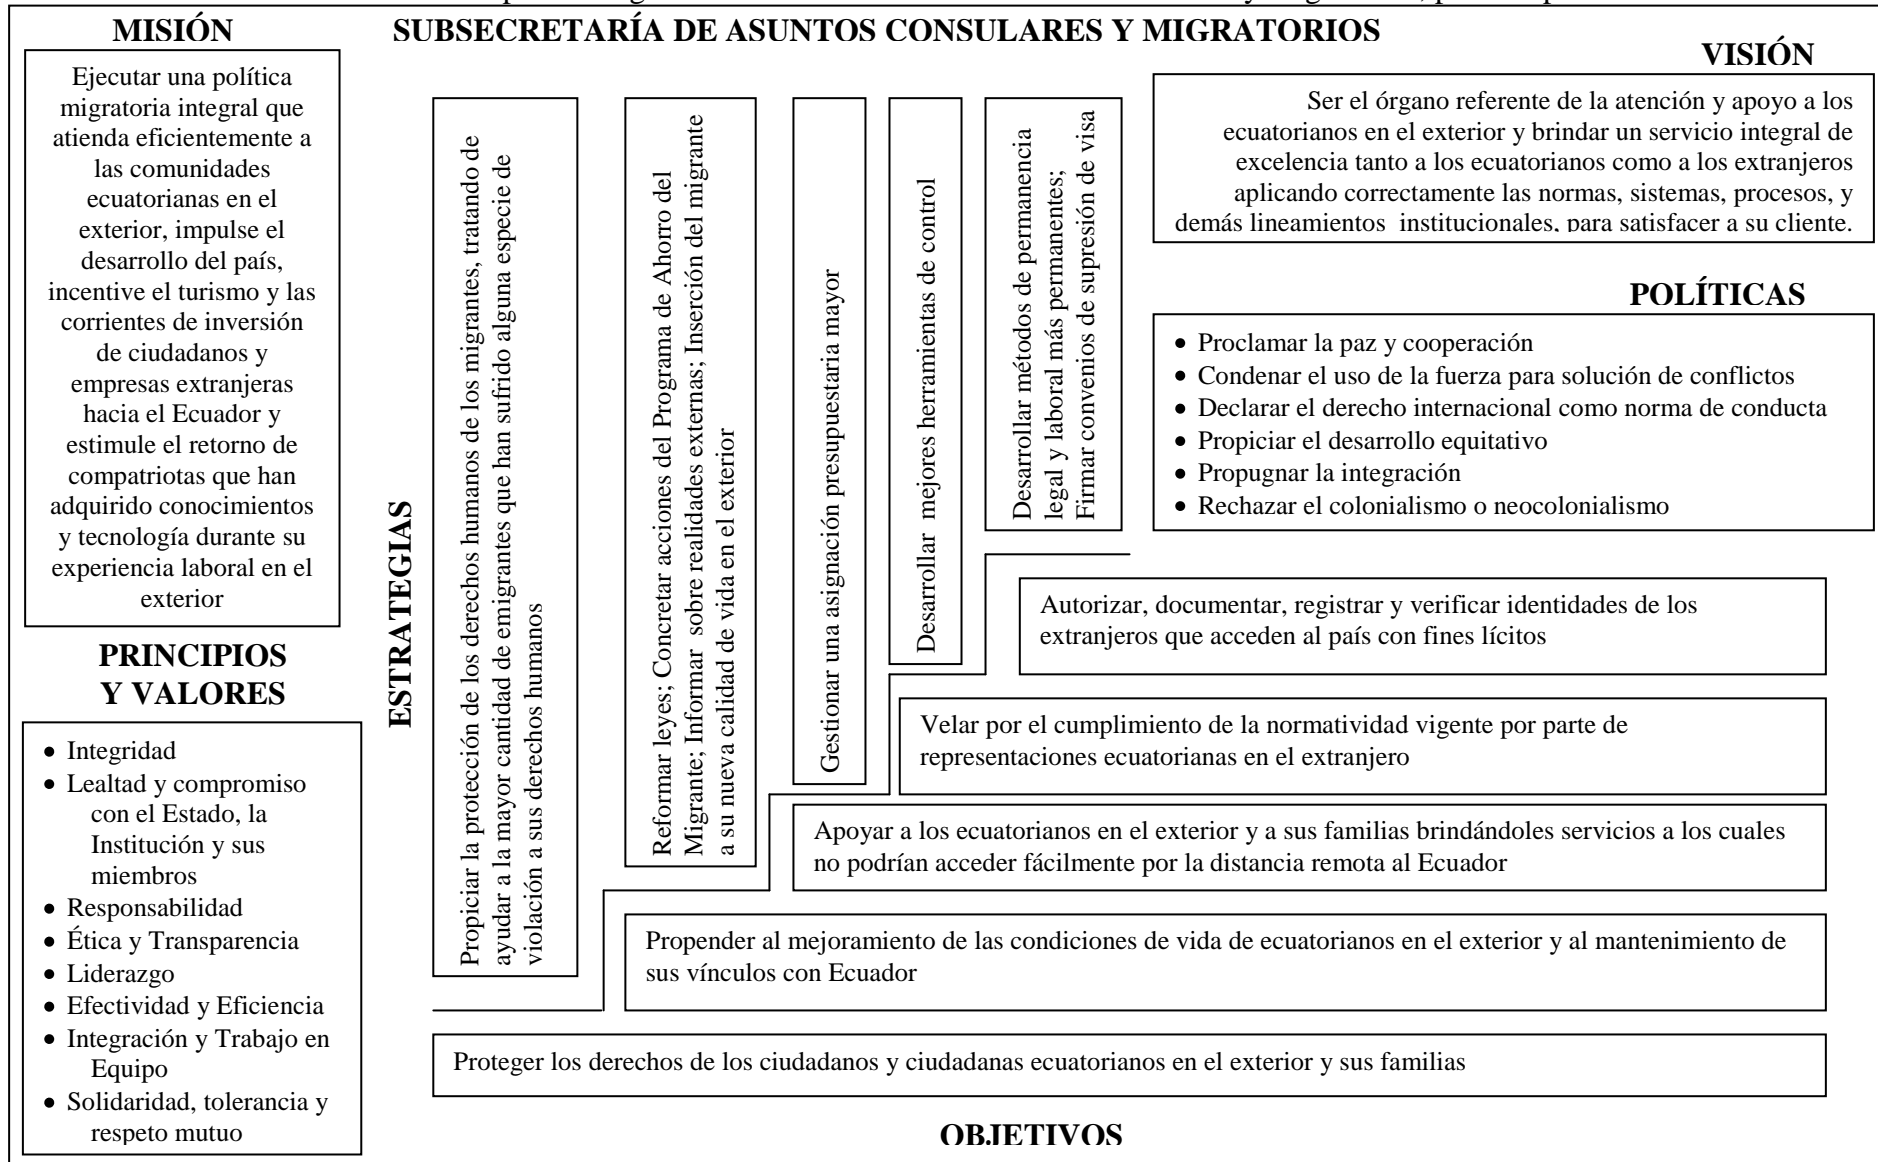 MISIÓN
SUBSECRETARÍA DE ASUNTOS CONSULARES Y MIGRATORIOS
VISIÓN
Ejecutar una política
migratoria integral que
atienda eficientemente a
las comunidades
ecuatorianas en el
exterior, impulse el
desarrollo del país,
incentive el turismo y las
corrientes de inversión
de ciudadanos y
empresas extranjeras
hacia el Ecuador y
estimule el retorno de
compatriotas que han
adquirido conocimientos
y tecnología durante su
experiencia laboral en el
exterior
PRINCIPIOS
Y VALORES
• Integridad
• Lealtad y compromiso
con el Estado, la
Institución y sus
miembros
• Responsabilidad
• Ética y Transparencia
• Liderazgo
• Efectividad y Eficiencia
• Integración y Trabajo en
Equipo
• Solidaridad, tolerancia y
respeto mutuo
ESTRATEGIAS
Propiciar la protección de los derechos humanos de los migrantes, tratando de
ayudar a la mayor cantidad de emigrantes que han sufrido alguna especie de
violación a sus derechos humanos
Reformar leyes; Concretar acciones del Programa de Ahorro del
Migrante; Informar sobre realidades externas; Inserción del migrante
a su nueva calidad de vida en el exterior
Gestionar una asignación presupuestaria mayor
Desarrollar mejores herramientas de control
Desarrollar métodos de permanencia
legal y laboral más permanentes;
Firmar convenios de supresión de visa
Ser el órgano referente de la atención y apoyo a los
ecuatorianos en el exterior y brindar un servicio integral de
excelencia tanto a los ecuatorianos como a los extranjeros
aplicando correctamente las normas, sistemas, procesos, y
demás lineamientos institucionales, para satisfacer a su cliente.
POLÍTICAS
• Proclamar la paz y cooperación
• Condenar el uso de la fuerza para solución de conflictos
• Declarar el derecho internacional como norma de conducta
• Propiciar el desarrollo equitativo
• Propugnar la integración
• Rechazar el colonialismo o neocolonialismo
Autorizar, documentar, registrar y verificar identidades de los
extranjeros que acceden al país con fines lícitos
Velar por el cumplimiento de la normatividad vigente por parte de
representaciones ecuatorianas en el extranjero
Apoyar a los ecuatorianos en el exterior y a sus familias brindándoles servicios a los cuales
no podrían acceder fácilmente por la distancia remota al Ecuador
Propender al mejoramiento de las condiciones de vida de ecuatorianos en el exterior y al mantenimiento de
sus vínculos con Ecuador
Proteger los derechos de los ciudadanos y ciudadanas ecuatorianos en el exterior y sus familias
OBJETIVOS